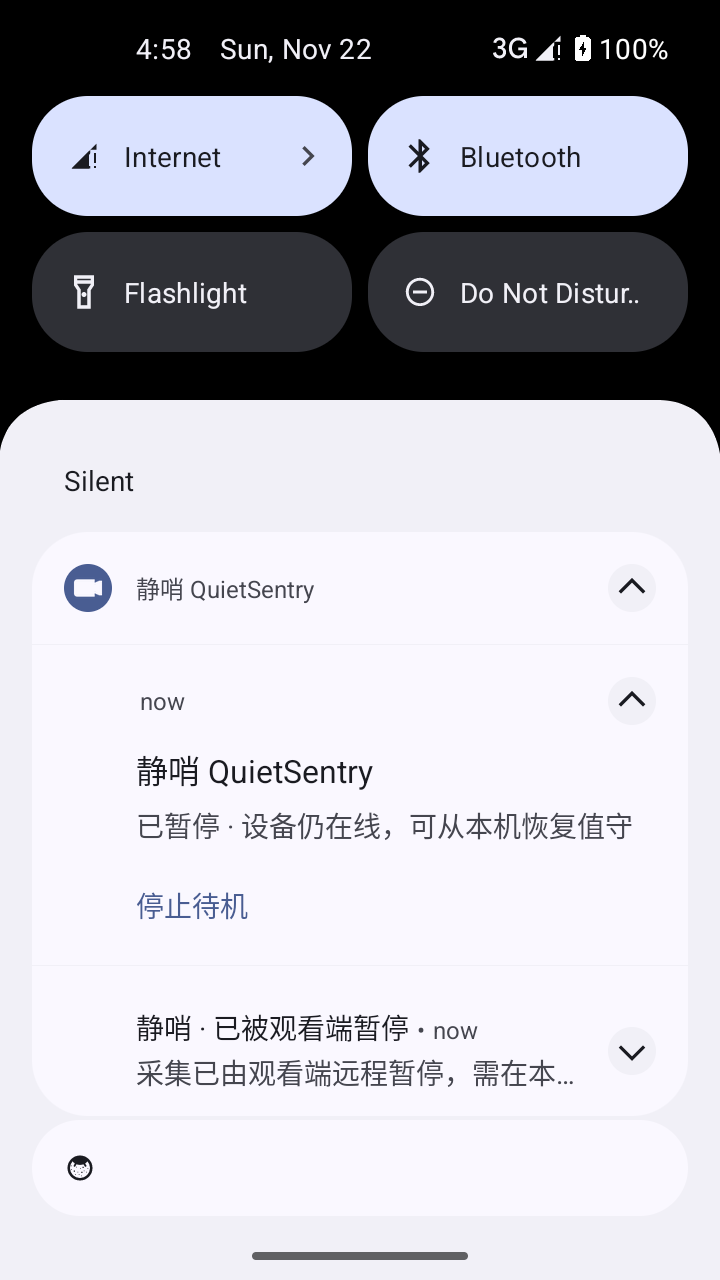 4:58 Sun, Nov 22 3G 100%
Internet
Bluetooth
Flashlight
Do Not Distur..
Silent
静哨 QuietSentry
now
静哨 QuietSentry
已暂停 · 设备仍在线，可从本机恢复值守
停止待机
静哨 · 已被观看端暂停 • now
采集已由观看端远程暂停，需在本…